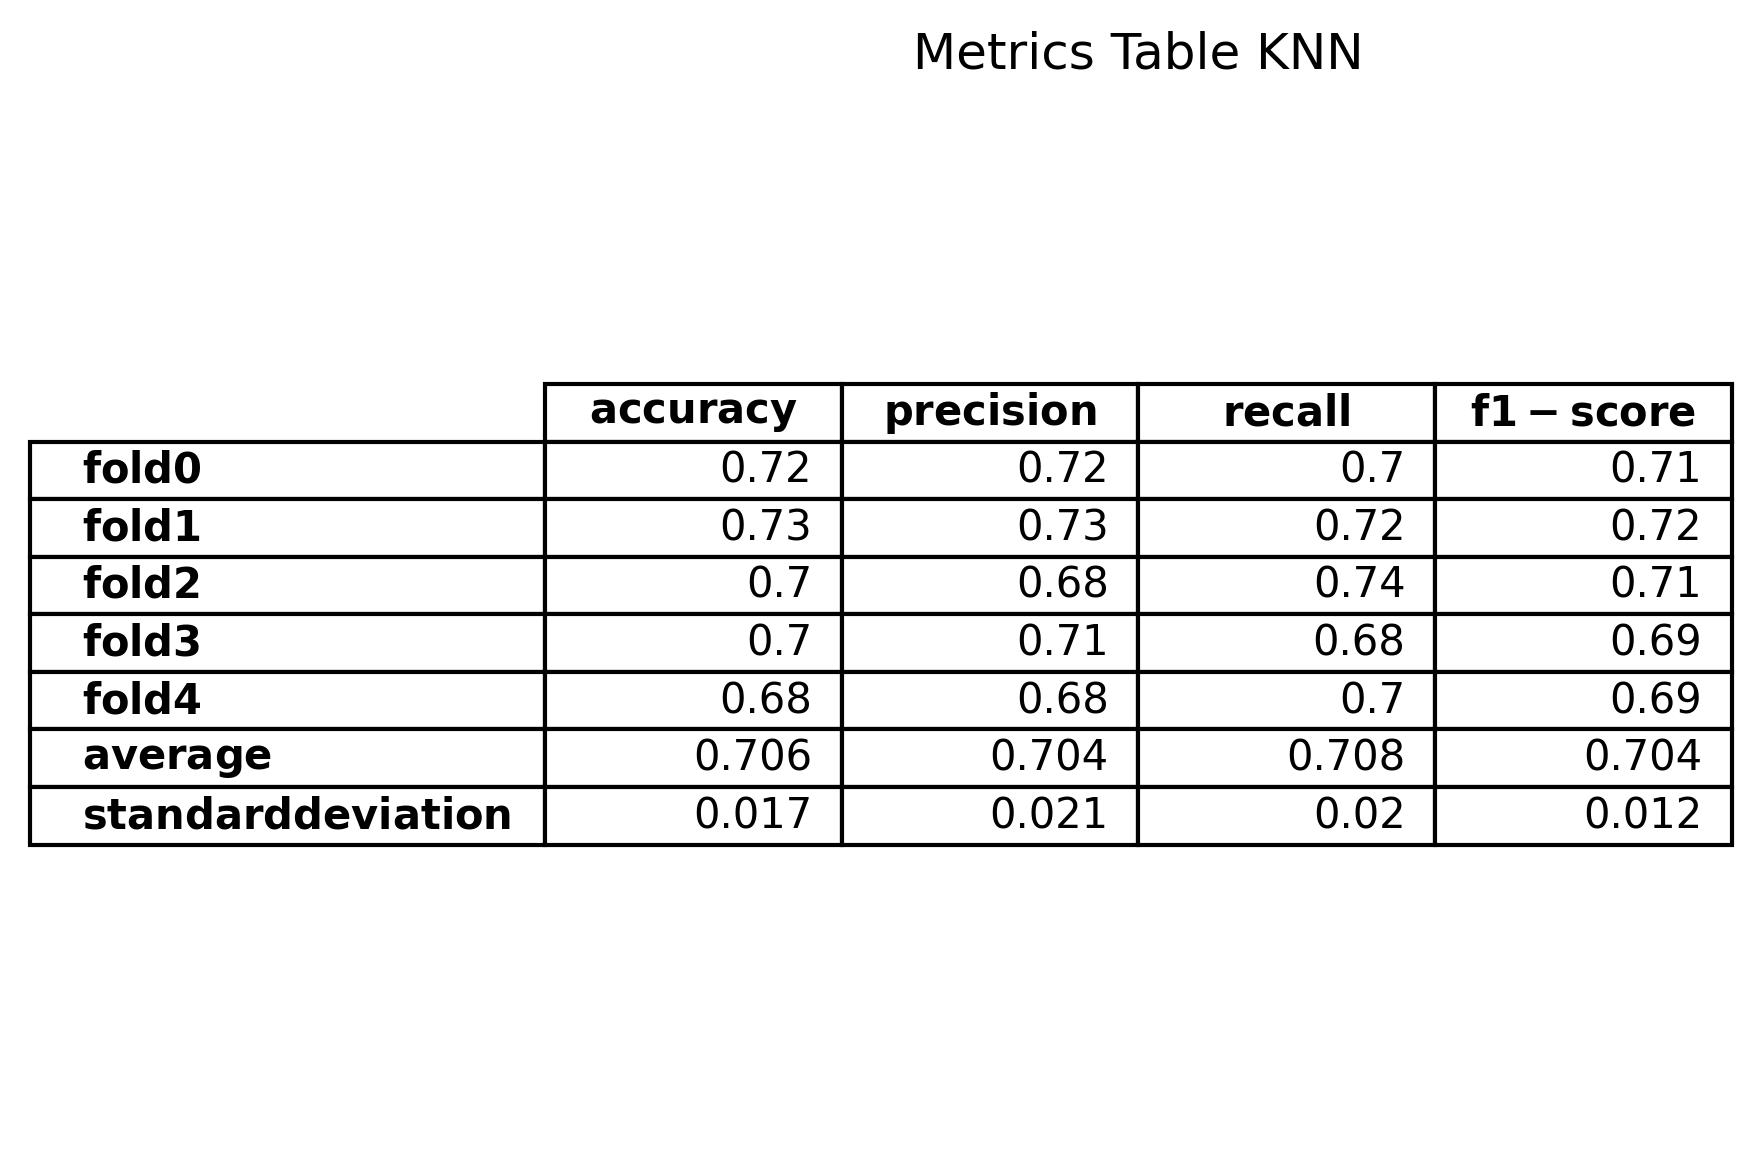 Metrics Table KNN
accuracy precision recall f1 − score
fold0 0.72 0.72 0.7 0.71
fold1 0.73 0.73 0.72 0.72
fold2 0.7 0.68 0.74 0.71
fold3 0.7 0.71 0.68 0.69
fold4 0.68 0.68 0.7 0.69
average 0.706 0.704 0.708 0.704
standarddeviation 0.017 0.021 0.02 0.012